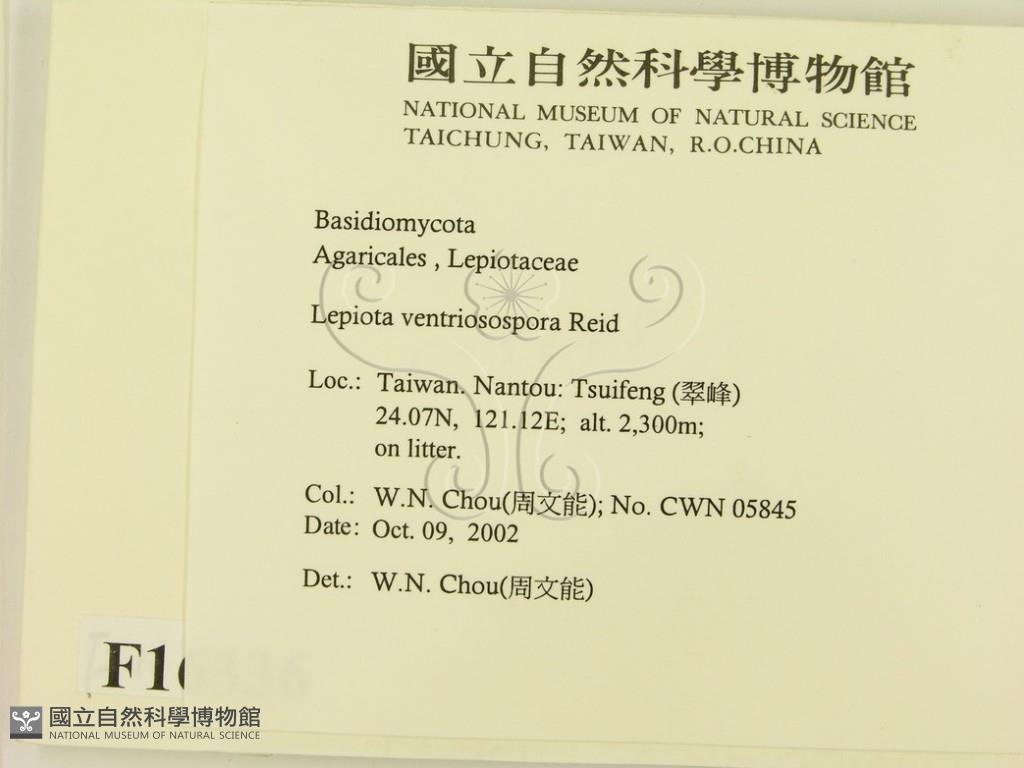 國立自然科學博物館
NATIONAL MUSEUM OF NATURAL SCIENCE
TAICHUNG, TAIWAN, R.O.CHINA
Basidiomycota
Agaricales , Lepiotaceae
Lepiota ventriosospora Reid
Loc.: Taiwan. Nantou: Tsuifeng (翠峰)
24.07N, 121.12E; alt. 2,300m;
on litter.
Col.: W.N. Chou(周文能); No. CWN 05845
Date: Oct. 09, 2002
Det.: W.N. Chou(周文能)
F16336
國立自然科學博物館
NATIONAL MUSEUM OF NATURAL SCIENCE